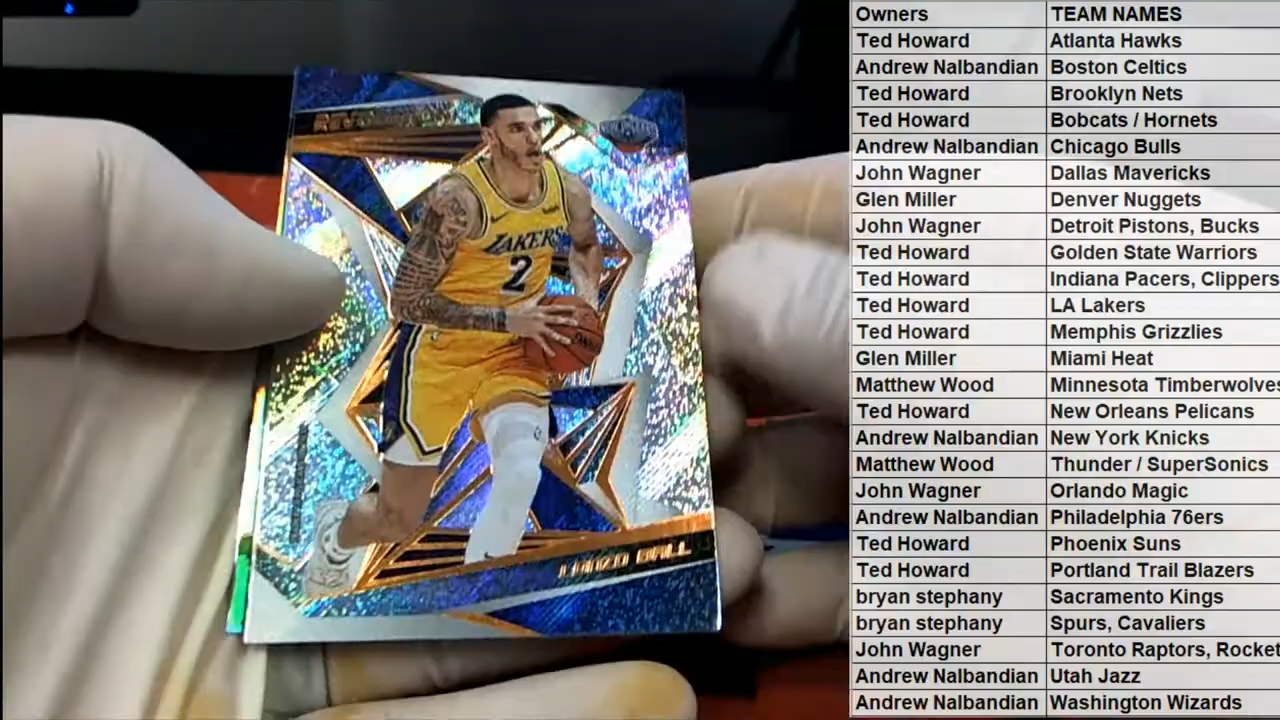 LAKERS
2
LONZO BALL
Owners TEAM NAMES
Ted Howard Atlanta Hawks
Andrew Nalbandian Boston Celtics
Ted Howard Brooklyn Nets
Ted Howard Bobcats / Hornets
Andrew Nalbandian Chicago Bulls
John Wagner Dallas Mavericks
Glen Miller Denver Nuggets
John Wagner Detroit Pistons, Bucks
Ted Howard Golden State Warriors
Ted Howard Indiana Pacers, Clippers
Ted Howard LA Lakers
Ted Howard Memphis Grizzlies
Glen Miller Miami Heat
Matthew Wood Minnesota Timberwolves
Ted Howard New Orleans Pelicans
Andrew Nalbandian New York Knicks
Matthew Wood Thunder / SuperSonics
John Wagner Orlando Magic
Andrew Nalbandian Philadelphia 76ers
Ted Howard Phoenix Suns
Ted Howard Portland Trail Blazers
bryan stephany Sacramento Kings
bryan stephany Spurs, Cavaliers
John Wagner Toronto Raptors, Rocket
Andrew Nalbandian Utah Jazz
Andrew Nalbandian Washington Wizards